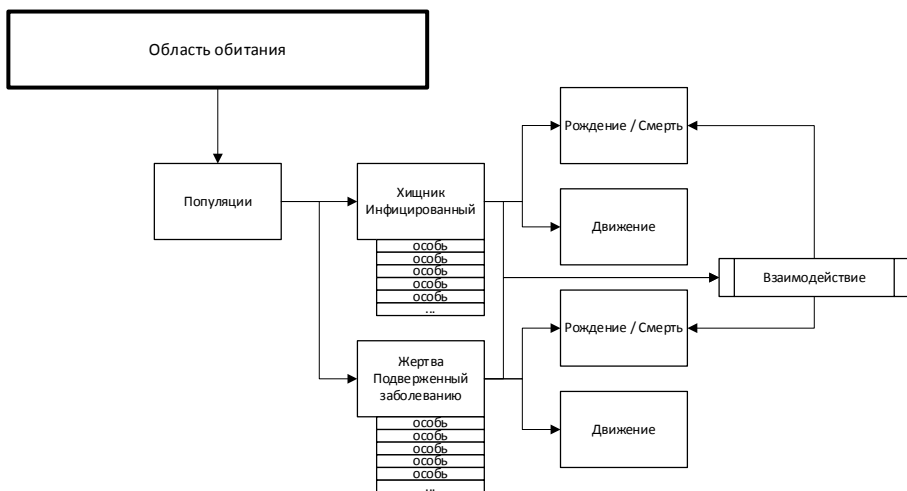 Область обитания
Популяции
Хищник
Инфицированный
особь
особь
особь
особь
особь
...
Жертва
Подверженный
заболеванию
особь
особь
особь
особь
особь
...
Рождение / Смерть
Движение
Взаимодействие
Рождение / Смерть
Движение